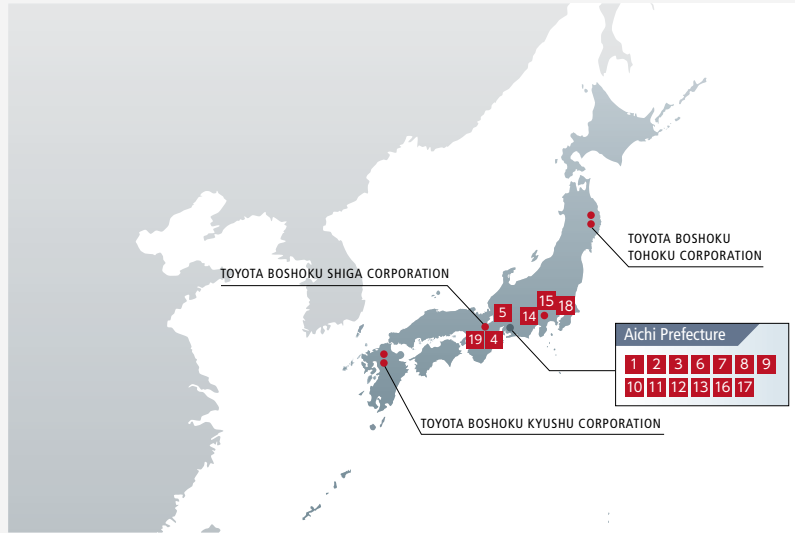 TOYOTA BOSHOKU
TOHOKU CORPORATION
TOYOTA BOSHOKU SHIGA CORPORATION
15
18
5
14
19 4
Aichi Prefecture
1 2 3 6 7 8 9
10 11 12 13 16 17
TOYOTA BOSHOKU KYUSHU CORPORATION